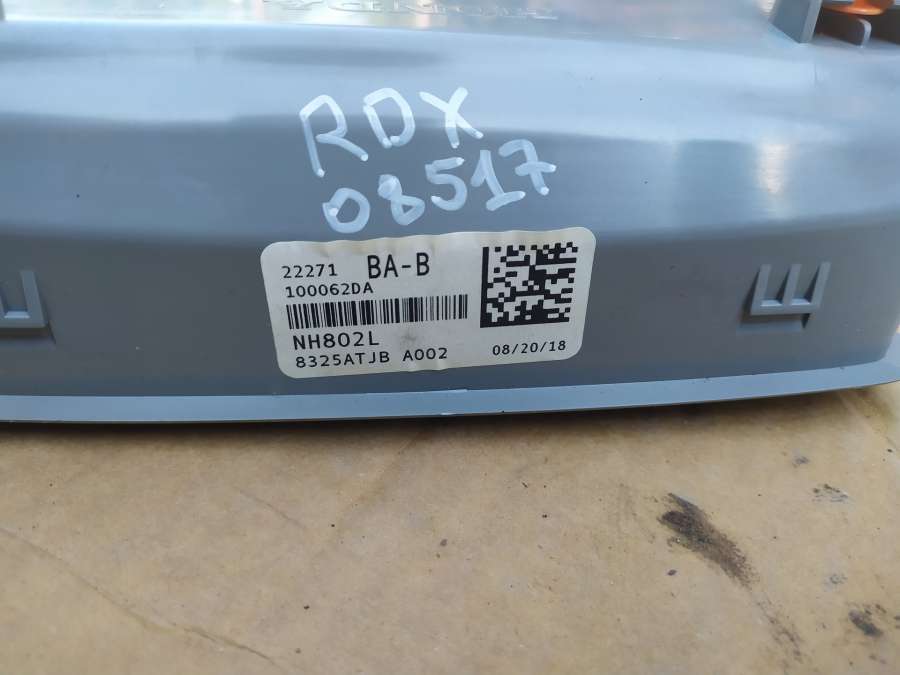 RDX
08517
22271 BA-B
100062DA
NH802L
8325ATJB A002 08/20/18